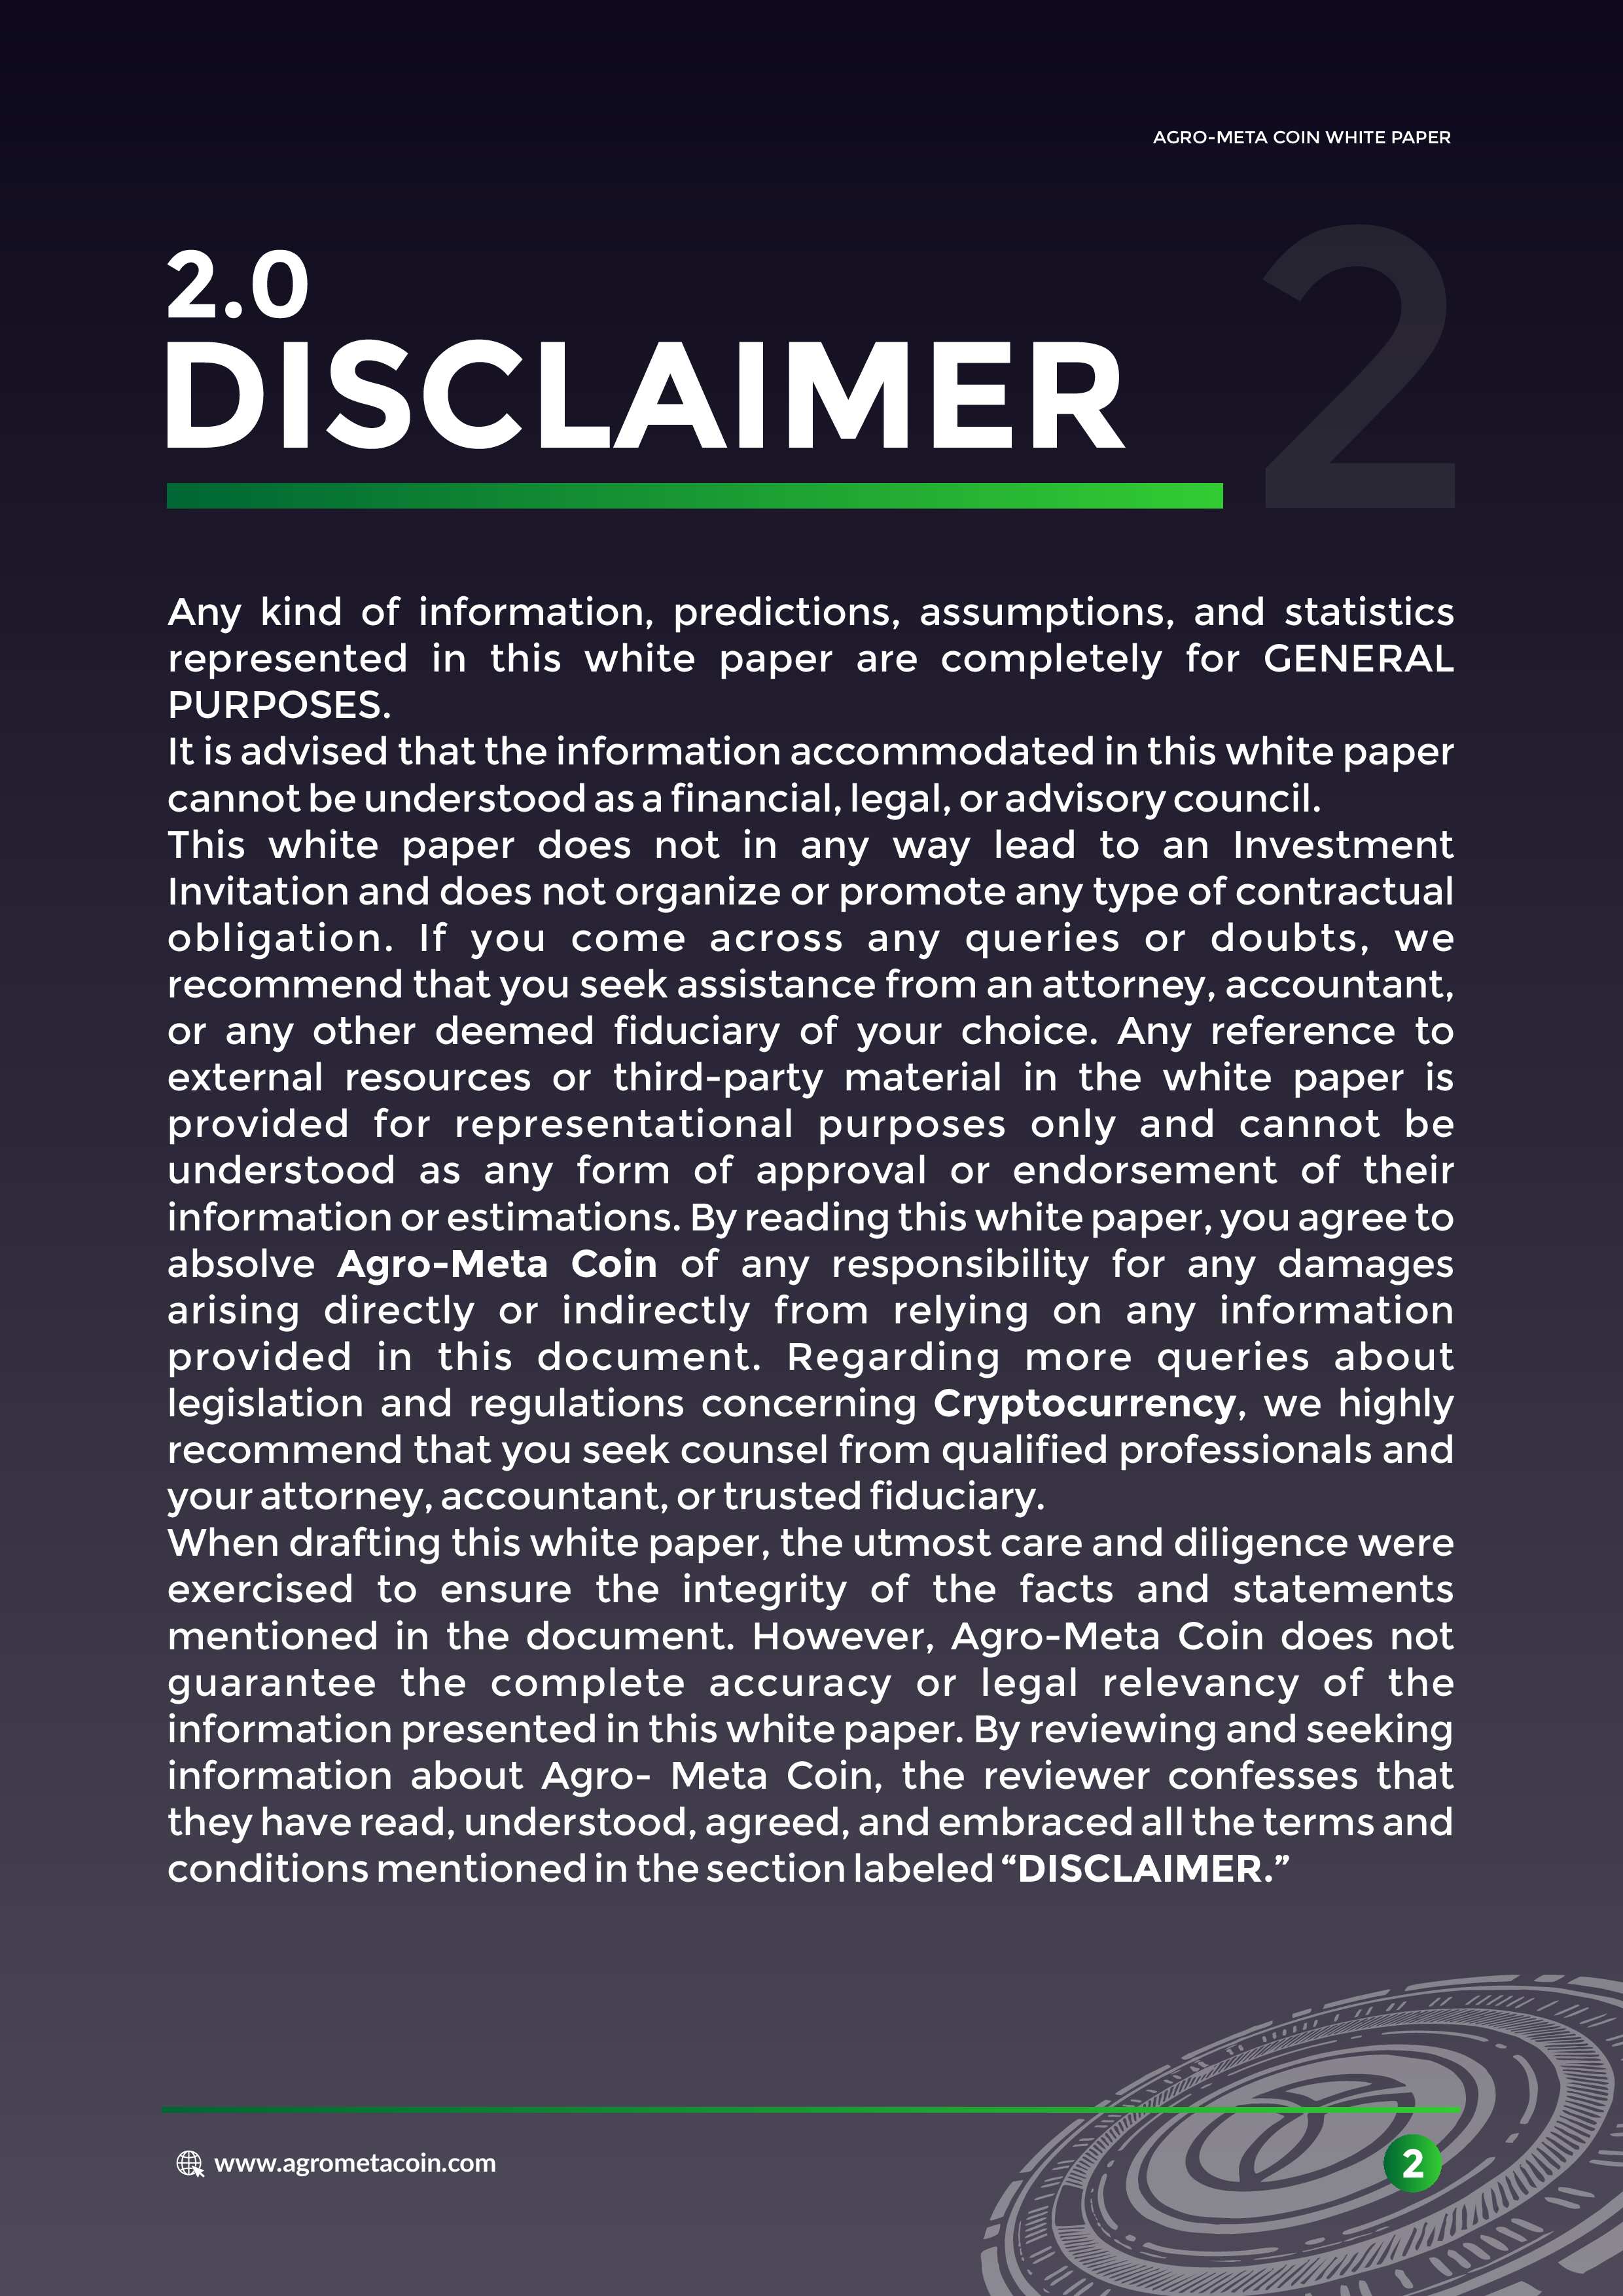 AGRO-META COIN WHITE PAPER
2
2.0
DISCLAIMER
Any kind of information, predictions, assumptions, and statistics
represented in this white paper are completely for GENERAL
PURPOSES.
It is advised that the information accommodated in this white paper
cannot be understood as a financial, legal, or advisory council.
This white paper does not in any way lead to an Investment
Invitation and does not organize or promote any type of contractual
obligation. If you come across any queries or doubts, we
recommend that you seek assistance from an attorney, accountant,
or any other deemed fiduciary of your choice. Any reference to
external resources or third-party material in the white paper is
provided for representational purposes only and cannot be
understood as any form of approval or endorsement of their
information or estimations. By reading this white paper, you agree to
absolve Agro-Meta Coin of any responsibility for any damages
arising directly or indirectly from relying on any information
provided in this document. Regarding more queries about
legislation and regulations concerning Cryptocurrency, we highly
recommend that you seek counsel from qualified professionals and
your attorney, accountant, or trusted fiduciary.
When drafting this white paper, the utmost care and diligence were
exercised to ensure the integrity of the facts and statements
mentioned in the document. However, Agro-Meta Coin does not
guarantee the complete accuracy or legal relevancy of the
information presented in this white paper. By reviewing and seeking
information about Agro- Meta Coin, the reviewer confesses that
they have read, understood, agreed, and embraced all the terms and
conditions mentioned in the section labeled “DISCLAIMER.”
www.agrometacoin.com
2